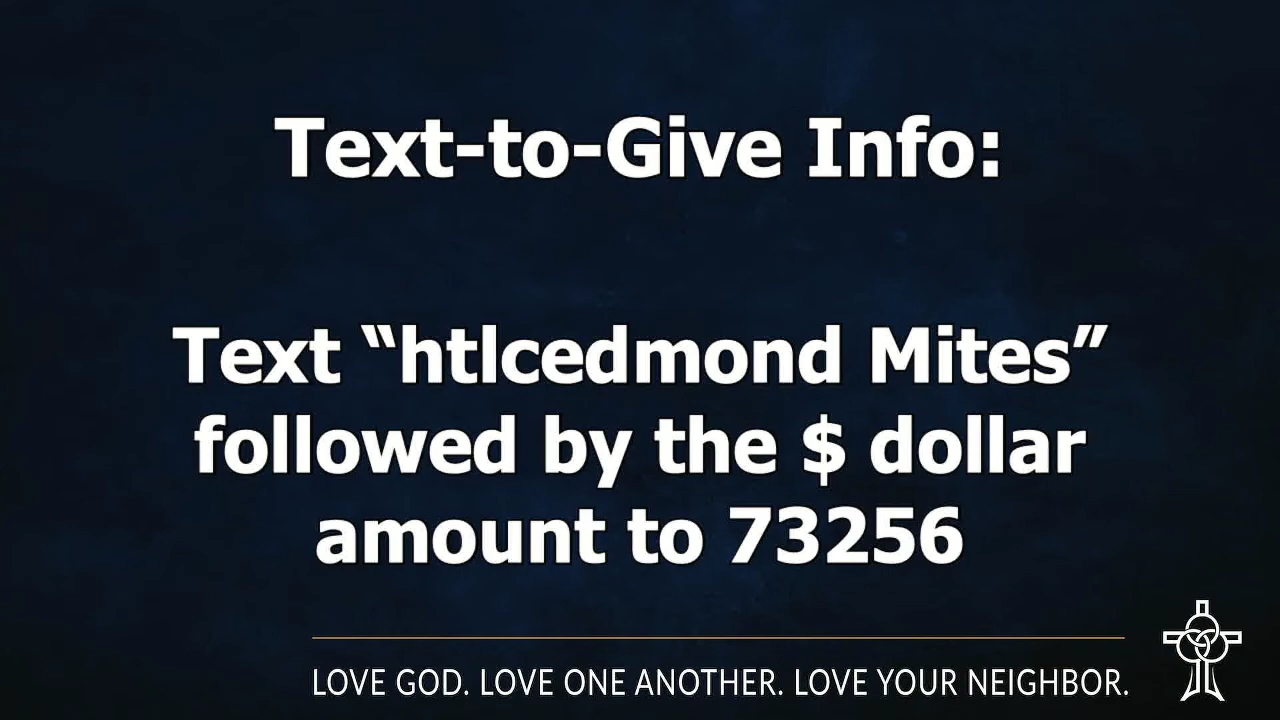 Text-to-Give Info:
Text “htlcedmond Mites”
followed by the $ dollar
amount to 73256
LOVE GOD. LOVE ONE ANOTHER. LOVE YOUR NEIGHBOR.